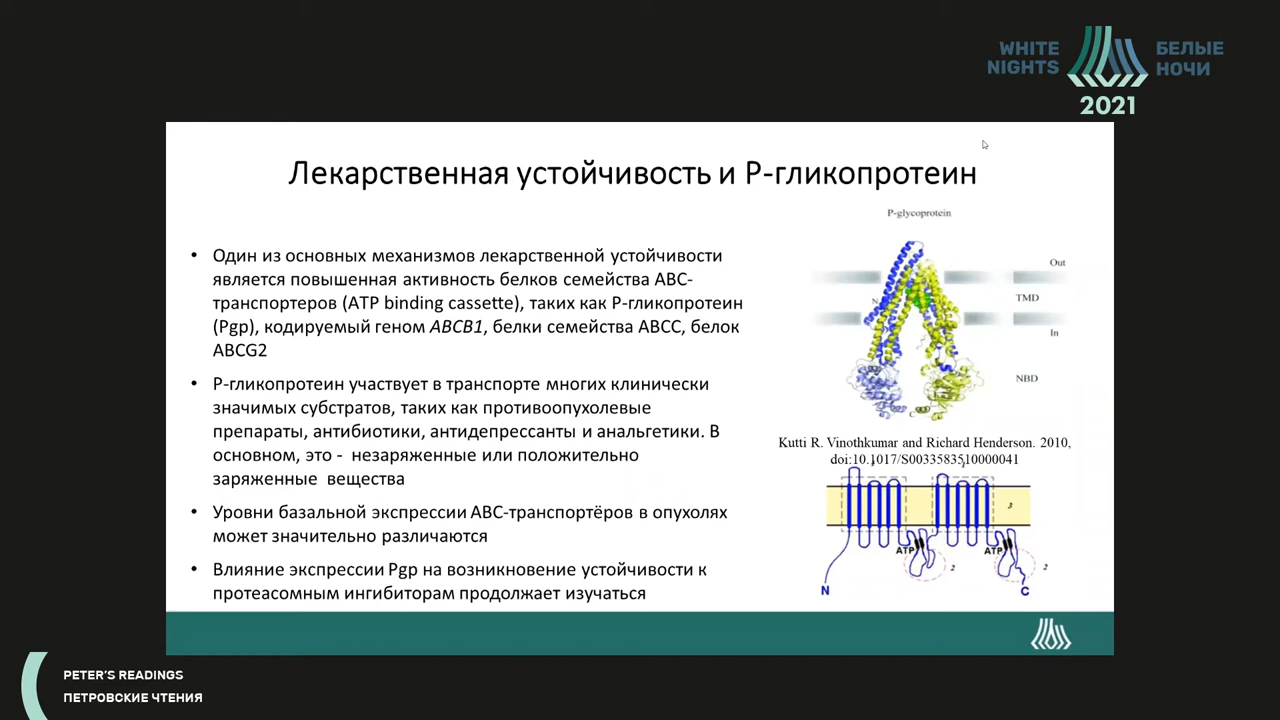 WHITE
NIGHTS
БЕЛЫЕ
НОЧИ
2021
Лекарственная устойчивость и Р-гликопротеин
• Один из основных механизмов лекарственной устойчивости
является повышенная активность белков семейства ABC-
транспортеров (ATP binding cassette), таких как Р-гликопротеин
(Pgp), кодируемый геном ABCB1, белки семейства ABCC, белок
ABCG2
• Р-гликопротеин участвует в транспорте многих клинически
значимых субстратов, таких как противоопухолевые
препараты, антибиотики, антидепрессанты и анальгетики. В
основном, это - незаряженные или положительно
заряженные вещества
• Уровни базальной экспрессии ABC-транспортёров в опухолях
может значительно различаются
• Влияние экспрессии Pgp на возникновение устойчивости к
протеасомным ингибиторам продолжает изучаться
P-glycoprotein
Out
N
TMD
In
NBD
C
Kutti R. Vinothkumar and Richard Henderson. 2010,
doi:10.1017/S0033583510000041
3
ATP
ATP
2
2
N
C
PETER'S READINGS
ПЕТРОВСКИЕ ЧТЕНИЯ